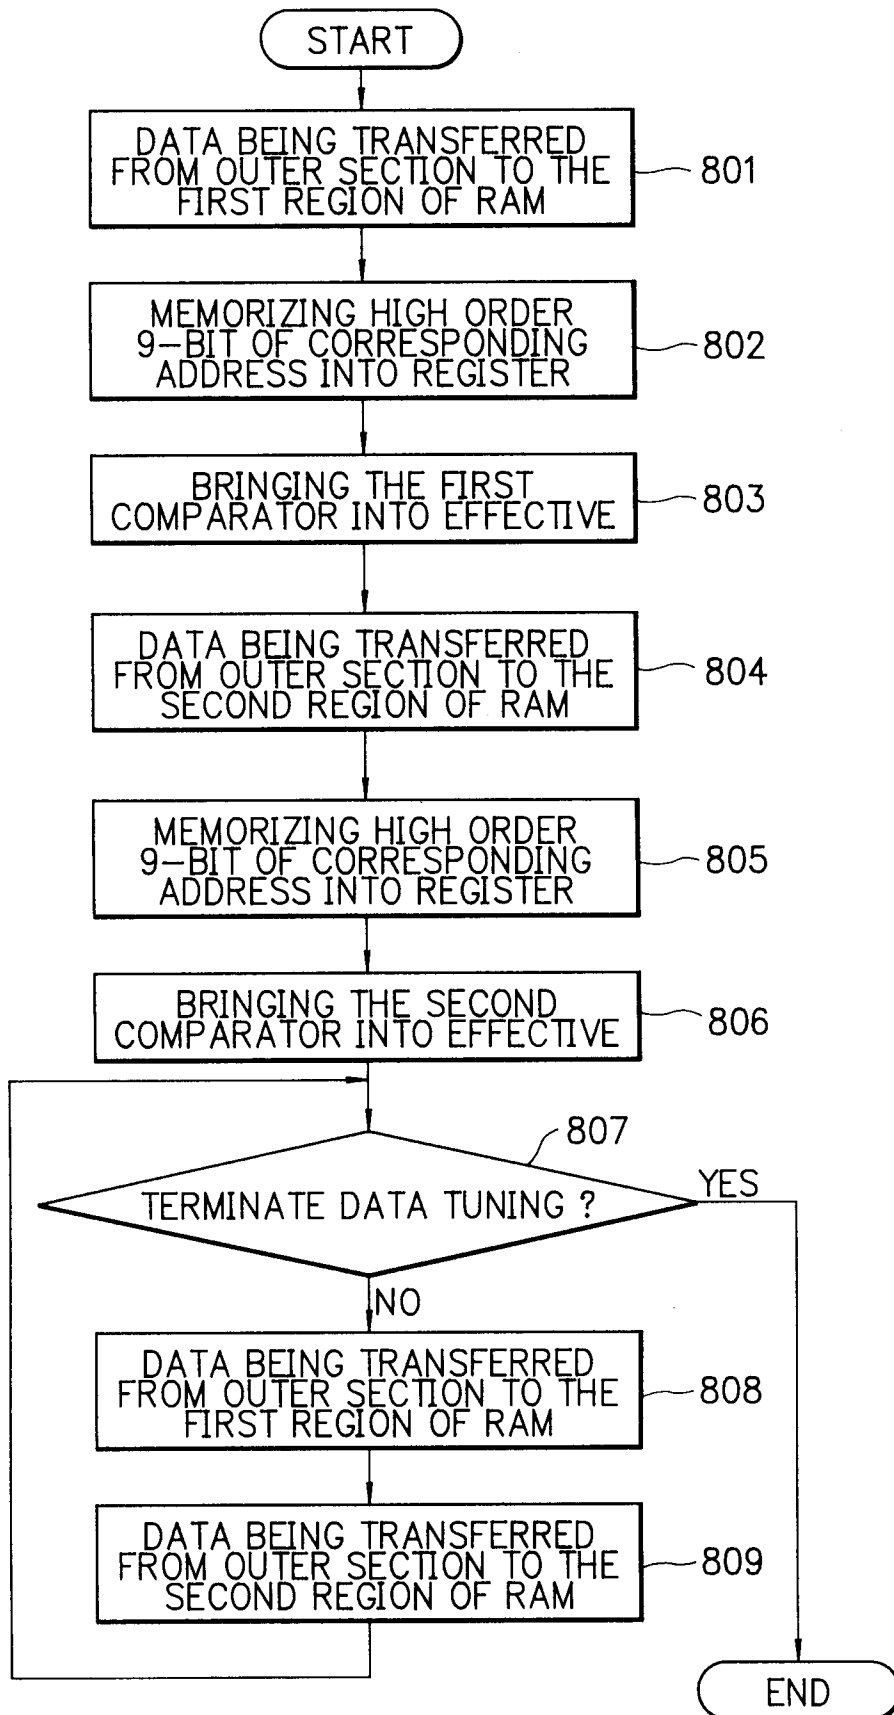 START
DATA BEING TRANSFERRED
FROM OUTER SECTION TO THE
FIRST REGION OF RAM
801
MEMORIZING HIGH ORDER
9-BIT OF CORRESPONDING
ADDRESS INTO REGISTER
802
BRINGING THE FIRST
COMPARATOR INTO EFFECTIVE
803
DATA BEING TRANSFERRED
FROM OUTER SECTION TO THE
SECOND REGION OF RAM
804
MEMORIZING HIGH ORDER
9-BIT OF CORRESPONDING
ADDRESS INTO REGISTER
805
BRINGING THE SECOND
COMPARATOR INTO EFFECTIVE
806
807
TERMINATE DATA TUNING ?
YES
NO
DATA BEING TRANSFERRED
FROM OUTER SECTION TO THE
FIRST REGION OF RAM
808
DATA BEING TRANSFERRED
FROM OUTER SECTION TO THE
SECOND REGION OF RAM
809
END